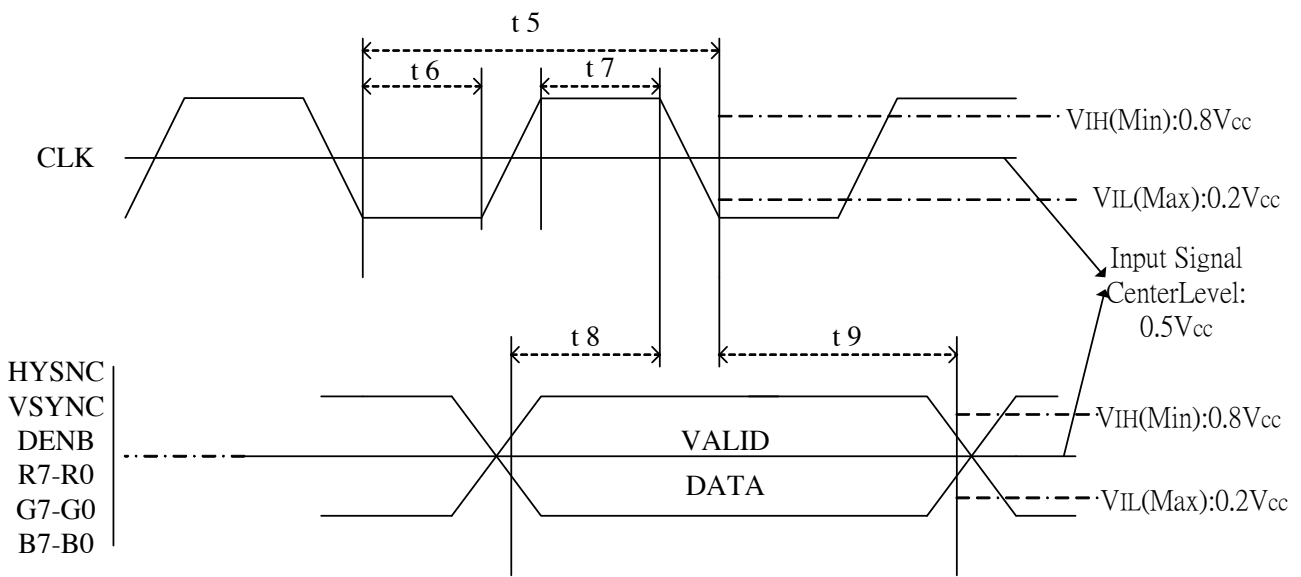 t 5
t 6
t 7
VIH(Min):0.8Vcc
CLK
VIL(Max):0.2Vcc
Input Signal
CenterLevel:
0.5Vcc
t 8
t 9
HYSNC
VSYNC
DENB
R7-R0
G7-G0
B7-B0
VALID
DATA
VIH(Min):0.8Vcc
VIL(Max):0.2Vcc